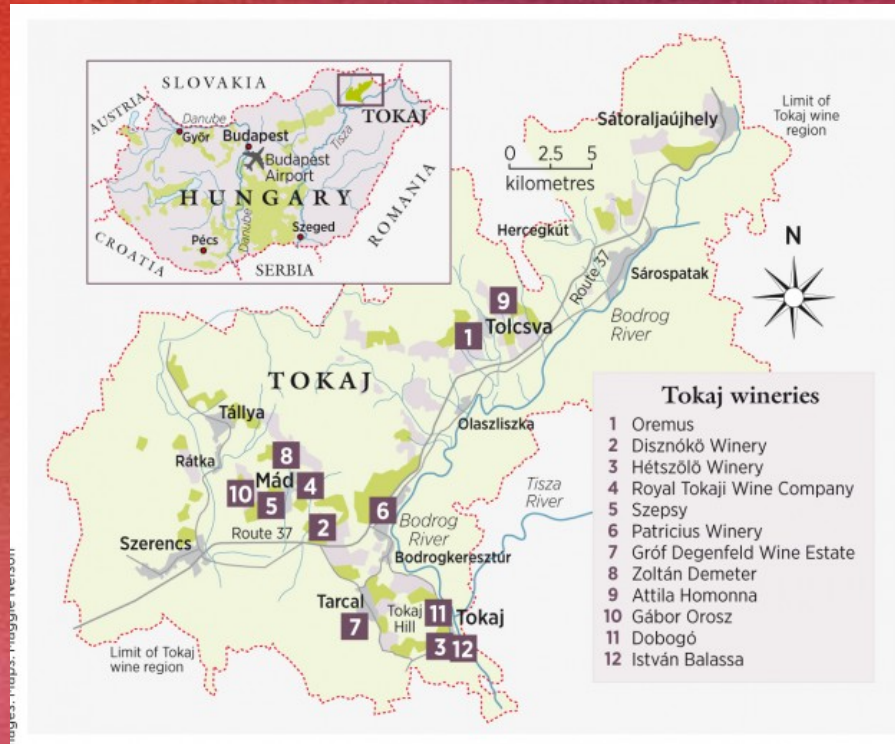 SLOVAKIA
AUSTRIA
Danube
Győr
Budapest
Budapest
Airport
Tisza
TOKAJ
HUNGARY
Danube
ROMANIA
Pécs
Szeged
CROATIA
SERBIA
Sátoraljaújhely
Limit of
Tokaj wine
region
0 2.5 5
kilometres
Hercegkút
N
Route 37
Sárospatak
Bodrog
River
9
1 Tolcsva
TOKAJ
Olaszliszka
Tállya
Rátka
8
Mád
10
5
4
2
6
Route 37
Szerencs
Bodrog
River
Bodrogkeresztúr
Tisza
River
Tarcal
7
Tokaj
Hill
11 Tokaj
3 12
Limit of Tokaj
wine region
Tokaj wineries
1 Oremus
2 Disznókő Winery
3 Hétszőlő Winery
4 Royal Tokaji Wine Company
5 Szepsy
6 Patricius Winery
7 Gróf Degenfeld Wine Estate
8 Zoltán Demeter
9 Attila Homonna
10 Gábor Orosz
11 Dobogó
12 István Balassa
Maggie Nelson